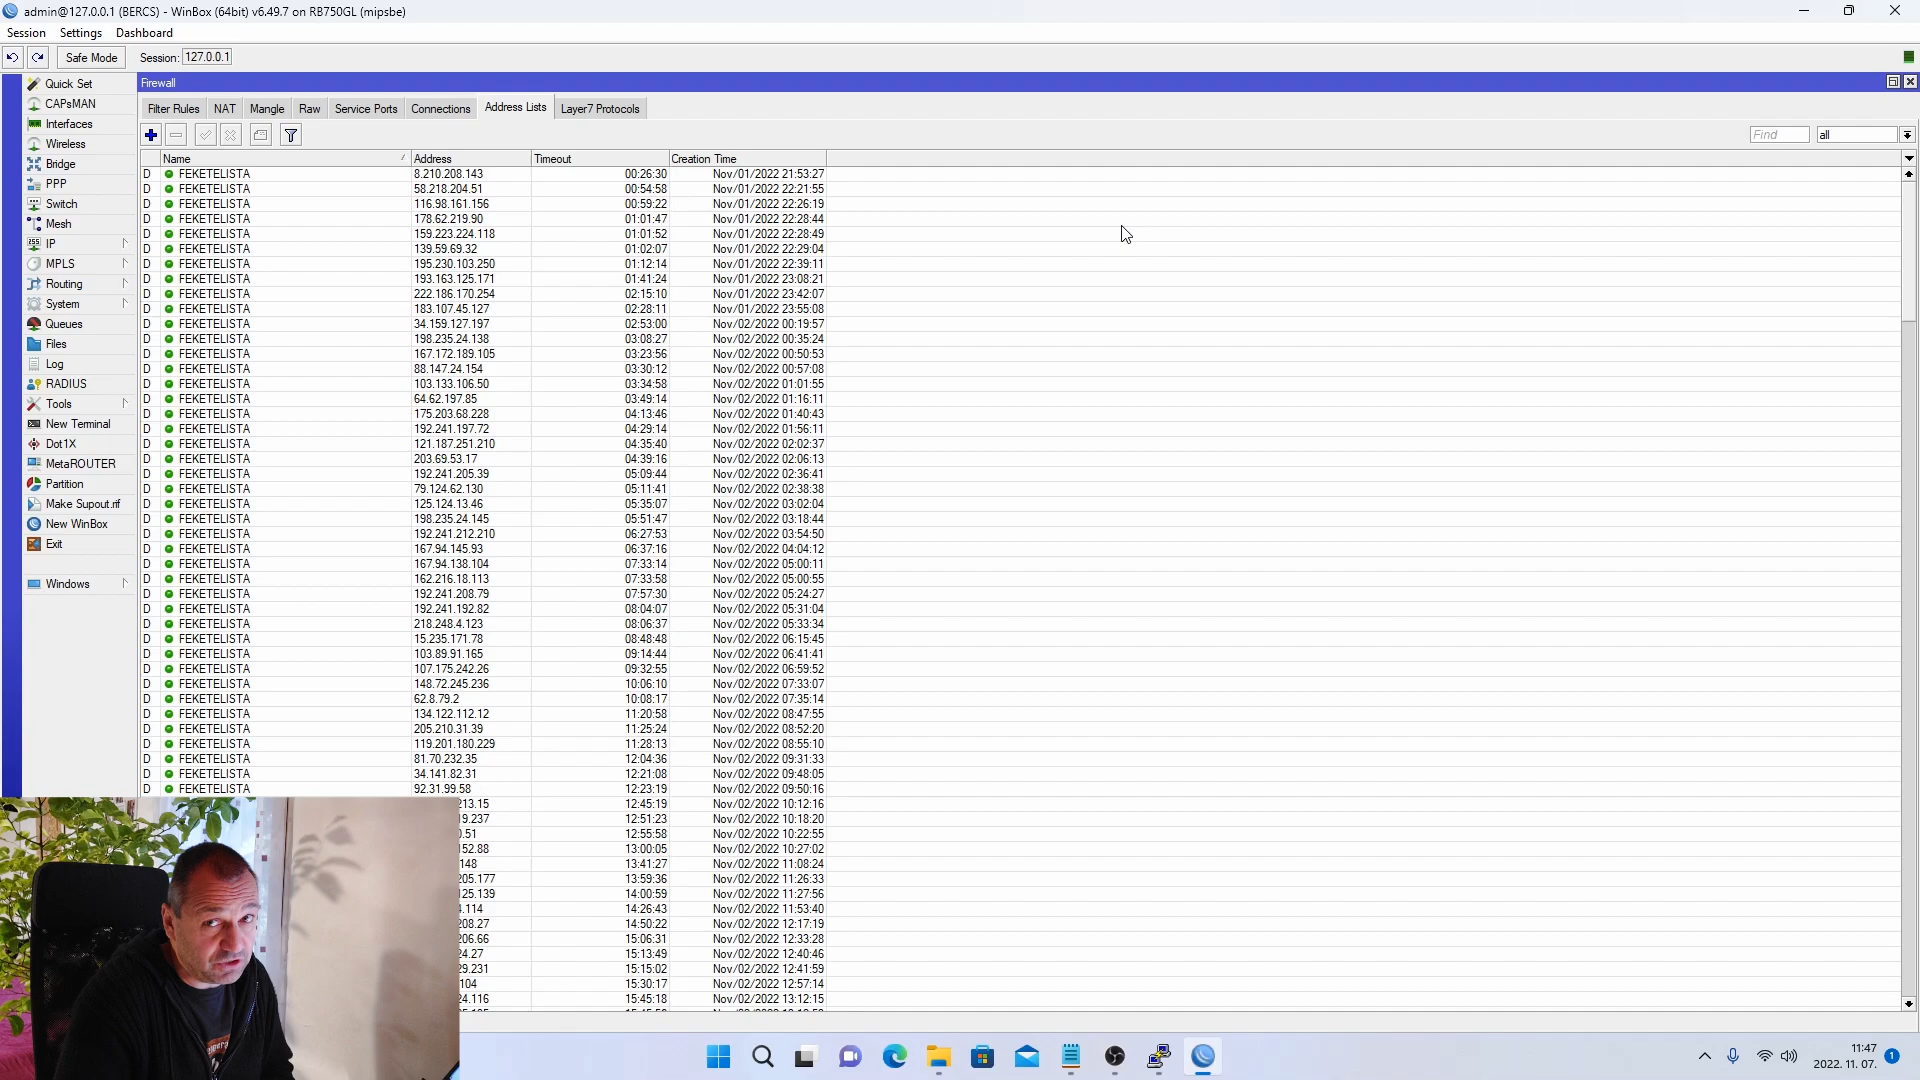 admin@127.0.0.1 (BERCS) - WinBox (64bit) v6.49.7 on RB750GL (mipsbe)
Session Settings Dashboard
Safe Mode Session: 127.0.0.1
Quick Set
CAPsMAN
Interfaces
Wireless
Bridge
PPP
Switch
Mesh
IP
MPLS
Routing
System
Queues
Files
Log
RADIUS
Tools
New Terminal
Dot1X
MetaROUTER
Partition
Make Supout.rif
New WinBox
Exit
Windows
Firewall
Filter Rules NAT Mangle Raw Service Ports Connections Address Lists Layer7 Protocols
Find all
Name Address Timeout Creation Time
D FEKETELISTA 8.210.208.143 00:26:30 Nov/01/2022 21:53:27
D FEKETELISTA 58.218.204.51 00:54:58 Nov/01/2022 22:21:55
D FEKETELISTA 116.98.161.156 00:59:22 Nov/01/2022 22:26:19
D FEKETELISTA 178.62.219.90 01:01:47 Nov/01/2022 22:28:44
D FEKETELISTA 159.223.224.118 01:01:52 Nov/01/2022 22:28:49
D FEKETELISTA 139.59.69.32 01:02:07 Nov/01/2022 22:29:04
D FEKETELISTA 195.230.103.250 01:12:14 Nov/01/2022 22:39:11
D FEKETELISTA 193.163.125.171 01:41:24 Nov/01/2022 23:08:21
D FEKETELISTA 222.186.170.254 02:15:10 Nov/01/2022 23:42:07
D FEKETELISTA 183.107.45.127 02:28:11 Nov/01/2022 23:55:08
D FEKETELISTA 34.159.127.197 02:53:00 Nov/02/2022 00:19:57
D FEKETELISTA 198.235.24.138 03:08:27 Nov/02/2022 00:35:24
D FEKETELISTA 167.172.189.105 03:23:56 Nov/02/2022 00:50:53
D FEKETELISTA 88.147.24.154 03:30:12 Nov/02/2022 00:57:08
D FEKETELISTA 103.133.106.50 03:34:58 Nov/02/2022 01:01:55
D FEKETELISTA 64.62.197.85 03:49:14 Nov/02/2022 01:16:11
D FEKETELISTA 175.203.68.228 04:13:46 Nov/02/2022 01:40:43
D FEKETELISTA 192.241.197.72 04:29:14 Nov/02/2022 01:56:11
D FEKETELISTA 121.187.251.210 04:35:40 Nov/02/2022 02:02:37
D FEKETELISTA 203.69.53.17 04:39:16 Nov/02/2022 02:06:13
D FEKETELISTA 192.241.205.39 05:09:44 Nov/02/2022 02:36:41
D FEKETELISTA 79.124.62.130 05:11:41 Nov/02/2022 02:38:38
D FEKETELISTA 125.124.13.46 05:35:07 Nov/02/2022 03:02:04
D FEKETELISTA 198.235.24.145 05:51:47 Nov/02/2022 03:18:44
D FEKETELISTA 192.241.212.210 06:27:53 Nov/02/2022 03:54:50
D FEKETELISTA 167.94.145.93 06:37:16 Nov/02/2022 04:04:12
D FEKETELISTA 167.94.138.104 07:33:14 Nov/02/2022 05:00:11
D FEKETELISTA 162.216.18.113 07:33:58 Nov/02/2022 05:00:55
D FEKETELISTA 192.241.208.79 07:57:30 Nov/02/2022 05:24:27
D FEKETELISTA 192.241.192.82 08:04:07 Nov/02/2022 05:31:04
D FEKETELISTA 218.248.4.123 08:06:37 Nov/02/2022 05:33:34
D FEKETELISTA 15.235.171.78 08:48:48 Nov/02/2022 06:15:45
D FEKETELISTA 103.89.91.165 09:14:44 Nov/02/2022 06:41:41
D FEKETELISTA 107.175.242.26 09:32:55 Nov/02/2022 06:59:52
D FEKETELISTA 148.72.245.236 10:06:10 Nov/02/2022 07:33:07
D FEKETELISTA 62.8.79.2 10:08:17 Nov/02/2022 07:35:14
D FEKETELISTA 134.122.112.12 11:20:58 Nov/02/2022 08:47:55
D FEKETELISTA 205.210.31.39 11:25:24 Nov/02/2022 08:52:20
D FEKETELISTA 119.201.180.229 11:28:13 Nov/02/2022 08:55:10
D FEKETELISTA 81.70.232.35 12:04:36 Nov/02/2022 09:31:33
D FEKETELISTA 34.141.82.31 12:21:08 Nov/02/2022 09:48:05
D FEKETELISTA 92.31.99.58 12:23:19 Nov/02/2022 09:50:16
213.15 12:45:19 Nov/02/2022 10:12:16
9.237 12:51:23 Nov/02/2022 10:18:20
.51 12:55:58 Nov/02/2022 10:22:55
152.88 13:00:05 Nov/02/2022 10:27:02
148 13:41:27 Nov/02/2022 11:08:24
205.177 13:59:36 Nov/02/2022 11:26:33
125.139 14:00:59 Nov/02/2022 11:27:56
.114 14:26:43 Nov/02/2022 11:53:40
208.27 14:50:22 Nov/02/2022 12:17:19
206.66 15:06:31 Nov/02/2022 12:33:28
24.27 15:13:49 Nov/02/2022 12:40:46
29.231 15:15:02 Nov/02/2022 12:41:59
104 15:30:17 Nov/02/2022 12:57:14
24.116 15:45:18 Nov/02/2022 13:12:15
11:47
2022. 11. 07.
1